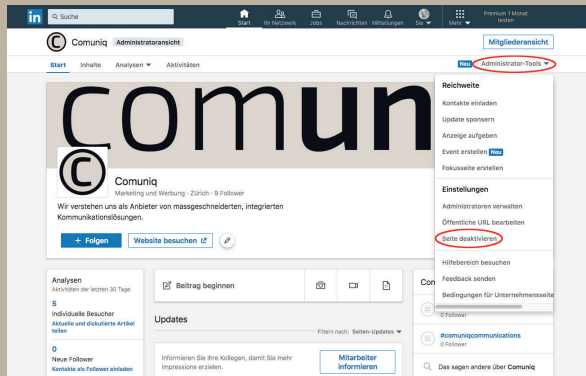 in Suche
Start Ihr Netzwerk Jobs Nachrichten Mitteilungen Sie Mehr Premium 1 Monat
testen
Comuniq Administratoransicht Mitgliederansicht
Start Inhalte Analysen Aktivitäten Neu Administrator-Tools
comun
Reichweite
Kontakte einladen
Update sponsern
Anzeige aufgeben
Event erstellen Neu
Fokusseite erstellen
Einstellungen
Administratoren verwalten
Öffentliche URL bearbeiten
Seite deaktivieren
Hilfebereich besuchen
Feedback senden
Bedingungen für Unternehmensseite
Comuniq
Marketing und Werbung · Zürich · 9 Follower
Wir verstehen uns als Anbieter von massgeschneiderten, integrierten
Kommunikationslösungen.
+ Folgen Website besuchen
Analysen
Aktivitäten der letzten 30 Tage
5
Individuelle Besucher
Aktuelle und diskutierte Artikel
teilen
0
Neue Follower
Kontakte als Follower einladen
Beitrag beginnen
Updates
Filtern nach: Seiten-Updates
Informieren Sie Ihre Kollegen, damit Sie mehr
Impressions erzielen.
Mitarbeiter
informieren
Con
0 Follower
#comuniqcommunications
0 Follower
Das sagen andere über Comuniq